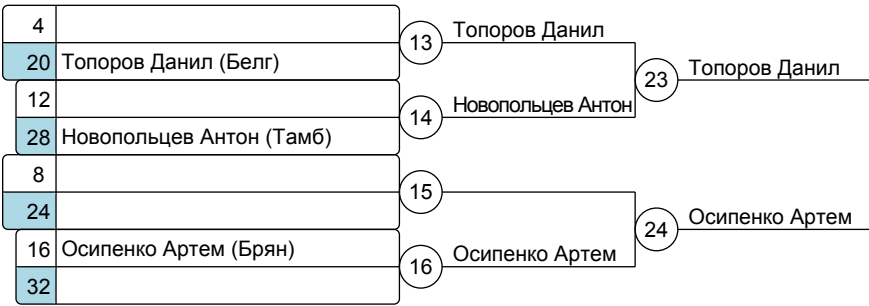 4
20 Топоров Данил (Белг)
12
28 Новопольцев Антон (Тамб)
8
24
16 Осипенко Артем (Брян)
32
13 Топоров Данил
14 Новопольцев Антон
15
16 Осипенко Артем
23 Топоров Данил
24 Осипенко Артем